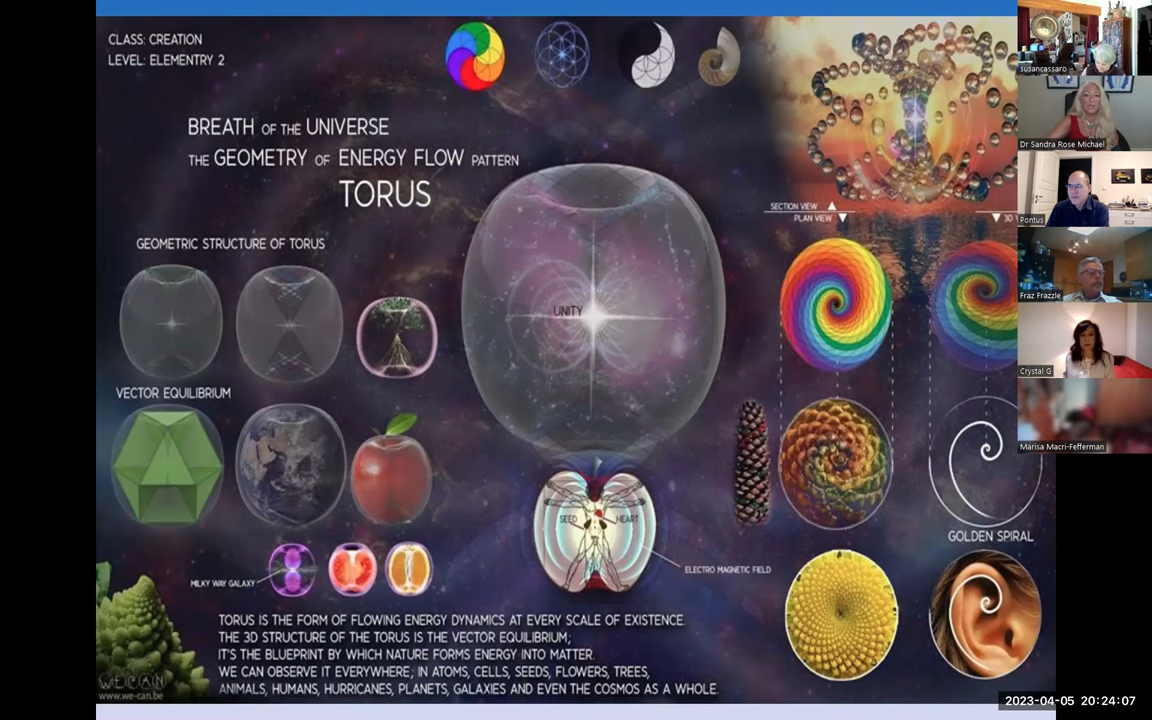 CLASS: CREATION
LEVEL: ELEMENTRY 2
BREATH OF THE UNIVERSE
THE GEOMETRY OF ENERGY FLOW PATTERN
TORUS
GEOMETRIC STRUCTURE OF TORUS
VECTOR EQUILIBRIUM
MILKY WAY GALAXY
UNITY
SEED
HEART
ELECTRO MAGNETIC FIELD
SECTION VIEW
PLAN VIEW
3D
GOLDEN SPIRAL
TORUS IS THE FORM OF FLOWING ENERGY DYNAMICS AT EVERY SCALE OF EXISTENCE.
THE 3D STRUCTURE OF THE TORUS IS THE VECTOR EQUILIBRIUM;
IT'S THE BLUEPRINT BY WHICH NATURE FORMS ENERGY INTO MATTER.
WE CAN OBSERVE IT EVERYWHERE; IN ATOMS, CELLS, SEEDS, FLOWERS, TREES,
ANIMALS, HUMANS, HURRICANES, PLANETS, GALAXIES AND EVEN THE COSMOS AS A WHOLE.
WE CAN
www.we-can.be
susancassaro
Dr Sandra Rose Michael
Pontus
Fraz Frazzle
Crystal G
Marisa Macri-Fefferman
2023-04-05 20:24:07